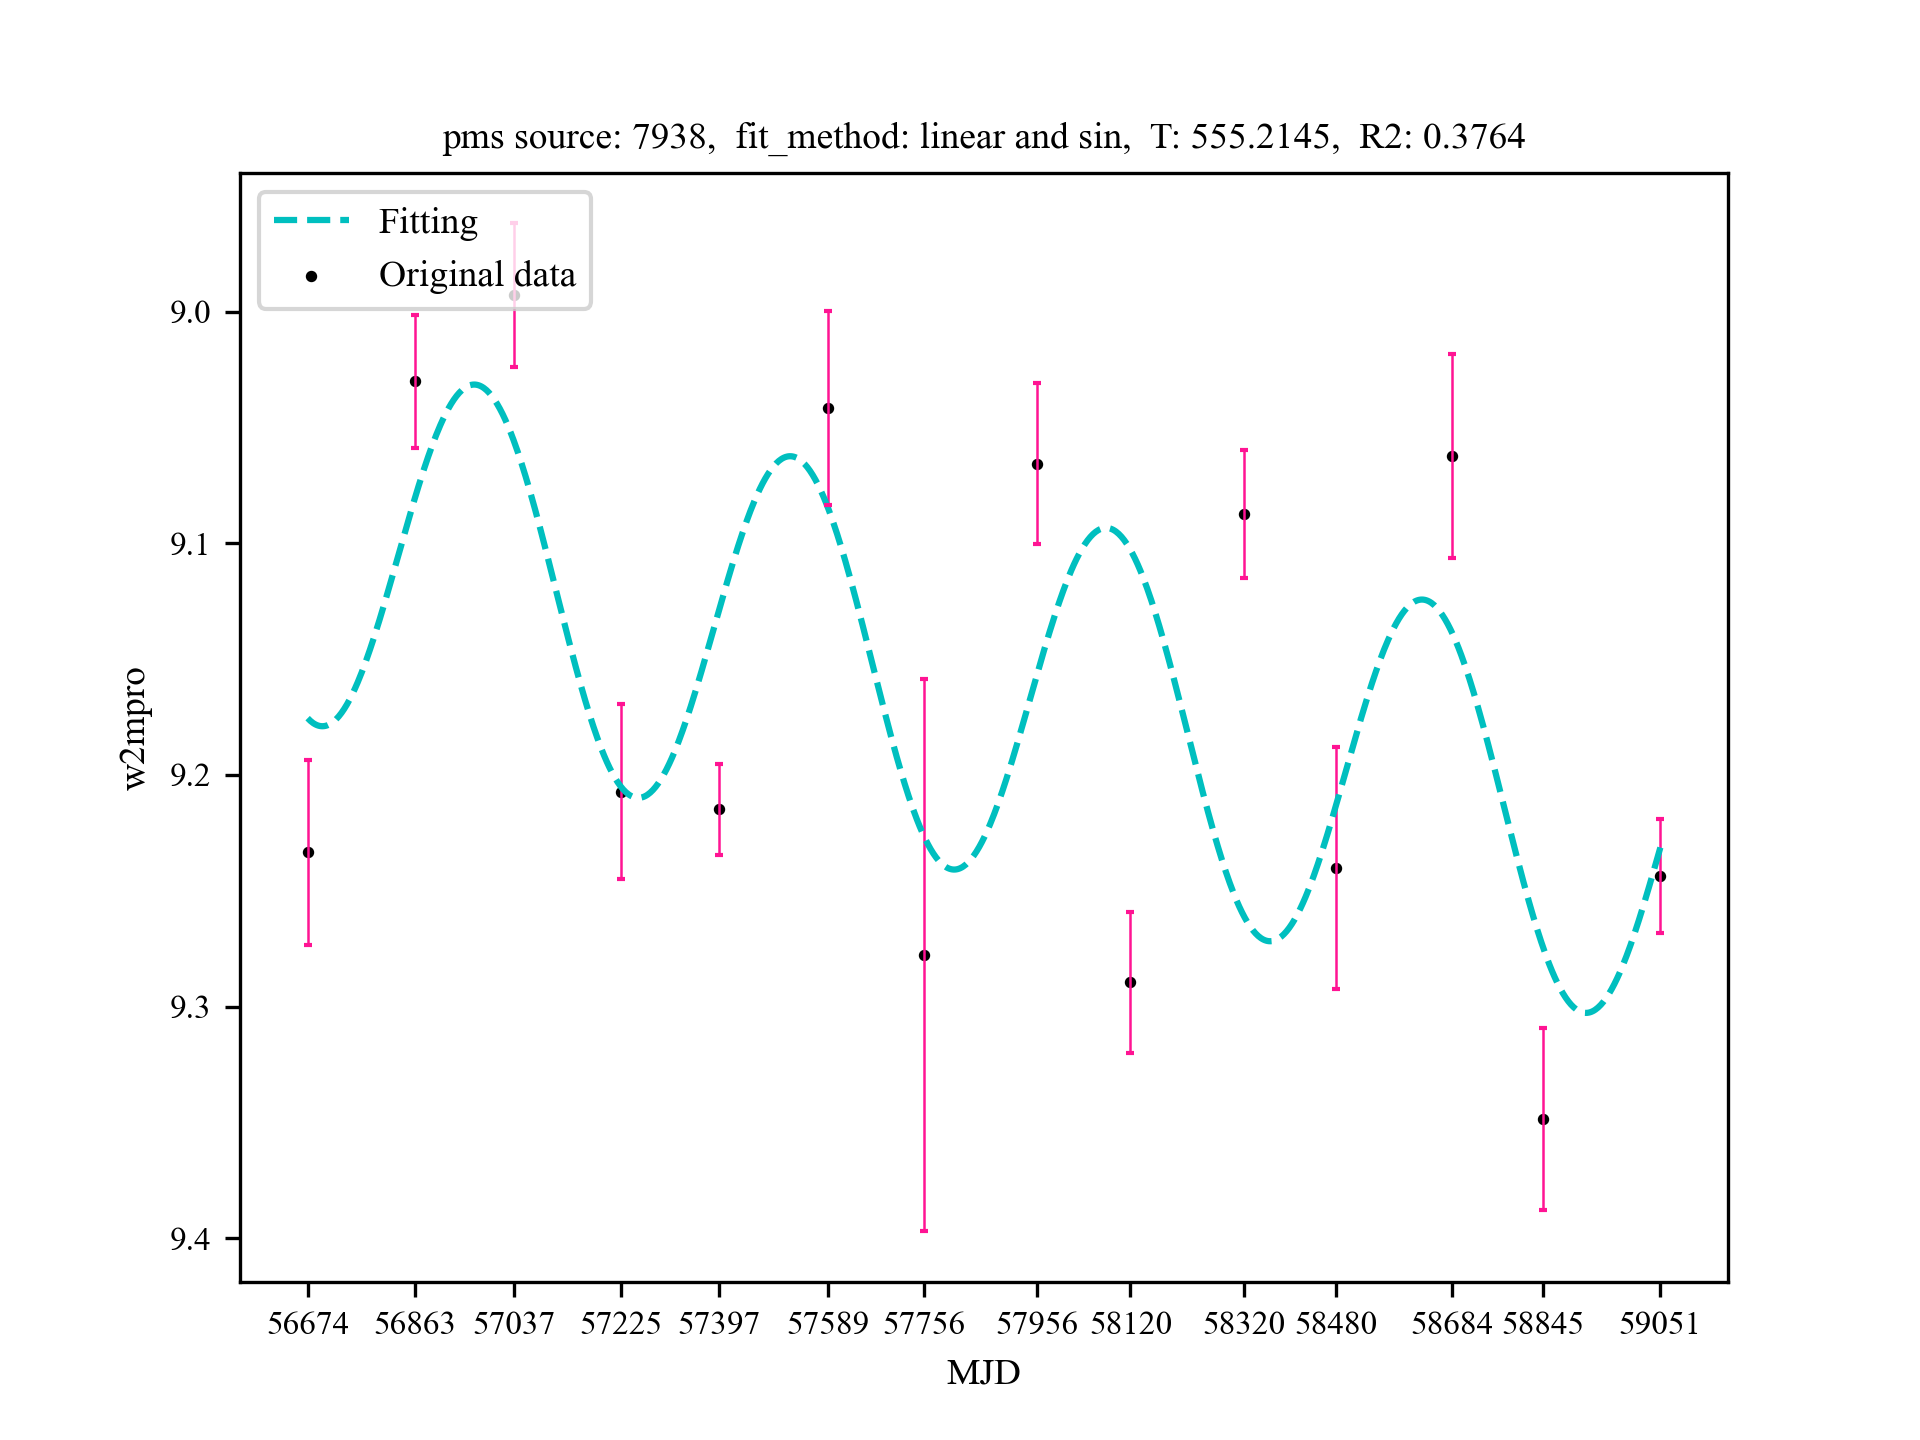 pms source: 7938, fit_method: linear and sin, T: 555.2145, R2: 0.3764
Fitting
Original data
9.0
9.1
9.2
9.3
9.4
w2mpro
56674 56863 57037 57225 57397 57589 57756 57956 58120 58320 58480 58684 58845 59051
MJD